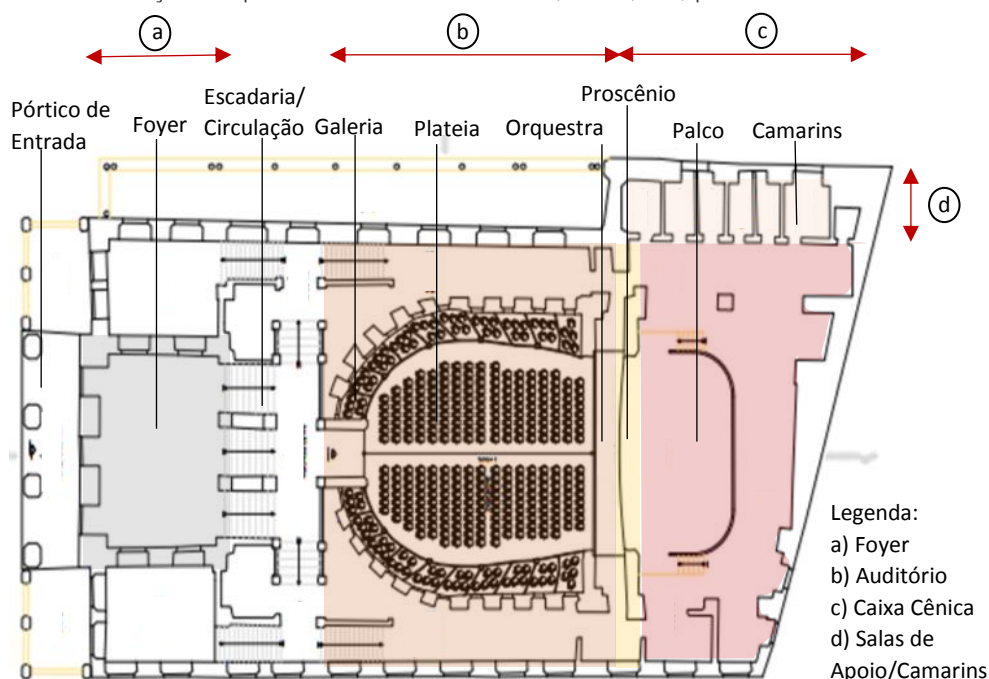 a
b
c
Pórtico de
Entrada
Foyer
Escadaria/
Circulação
Galeria
Plateia
Orquestra
Proscênio
Palco
Camarins
d
Legenda:
a) Foyer
b) Auditório
c) Caixa Cênica
d) Salas de
Apoio/Camarins